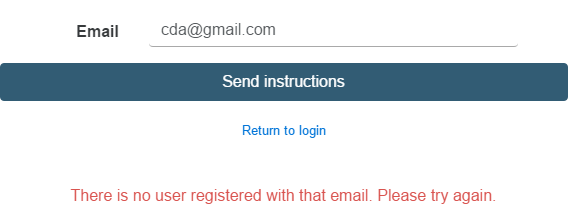 Email cda@gmail.com
Send instructions
Return to login
There is no user registered with that email. Please try again.